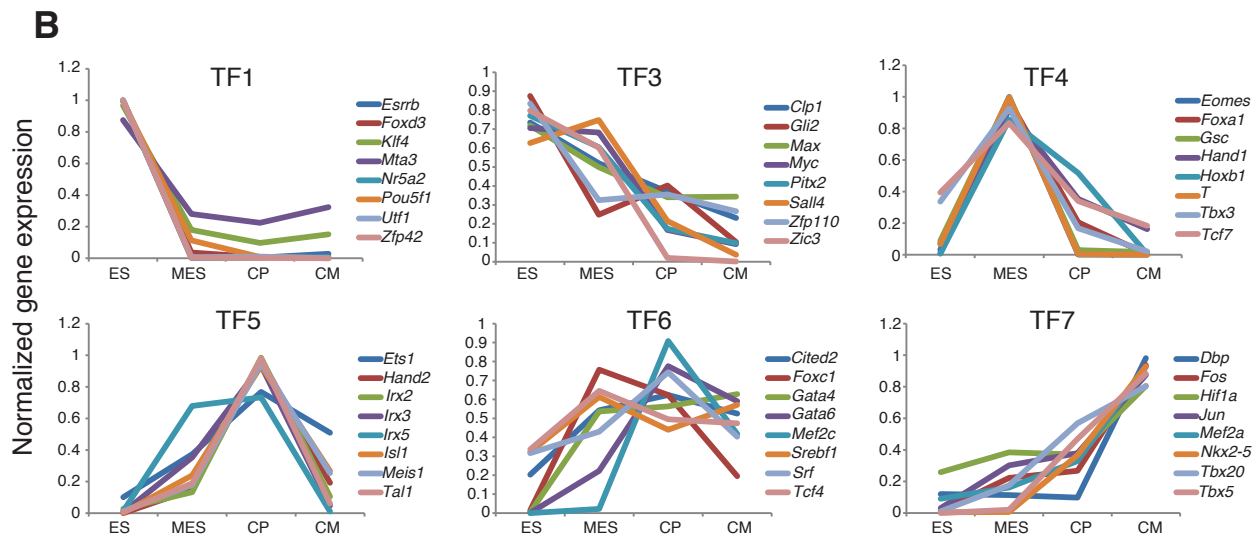 B
Normalized gene expression
TF1
1.2
1
0.8
0.6
0.4
0.2
0
ES MES CP CM
Esrrb
Foxd3
Klf4
Mta3
Nr5a2
Pou5f1
Utf1
Zfp42
TF3
1
0.9
0.8
0.7
0.6
0.5
0.4
0.3
0.2
0.1
0
ES MES CP CM
Clp1
Gli2
Max
Myc
Pitx2
Sall4
Zfp110
Zic3
TF4
1.2
1
0.8
0.6
0.4
0.2
0
ES MES CP CM
Eomes
Foxa1
Gsc
Hand1
Hoxb1
T
Tbx3
Tcf7
TF5
1.2
1
0.8
0.6
0.4
0.2
0
ES MES CP CM
Ets1
Hand2
Irx2
Irx3
Irx5
Isl1
Meis1
Tal1
TF6
1
0.9
0.8
0.7
0.6
0.5
0.4
0.3
0.2
0.1
0
ES MES CP CM
Cited2
Foxc1
Gata4
Gata6
Mef2c
Srebf1
Srf
Tcf4
TF7
1.2
1
0.8
0.6
0.4
0.2
0
ES MES CP CM
Dbp
Fos
Hif1a
Jun
Mef2a
Nkx2-5
Tbx20
Tbx5